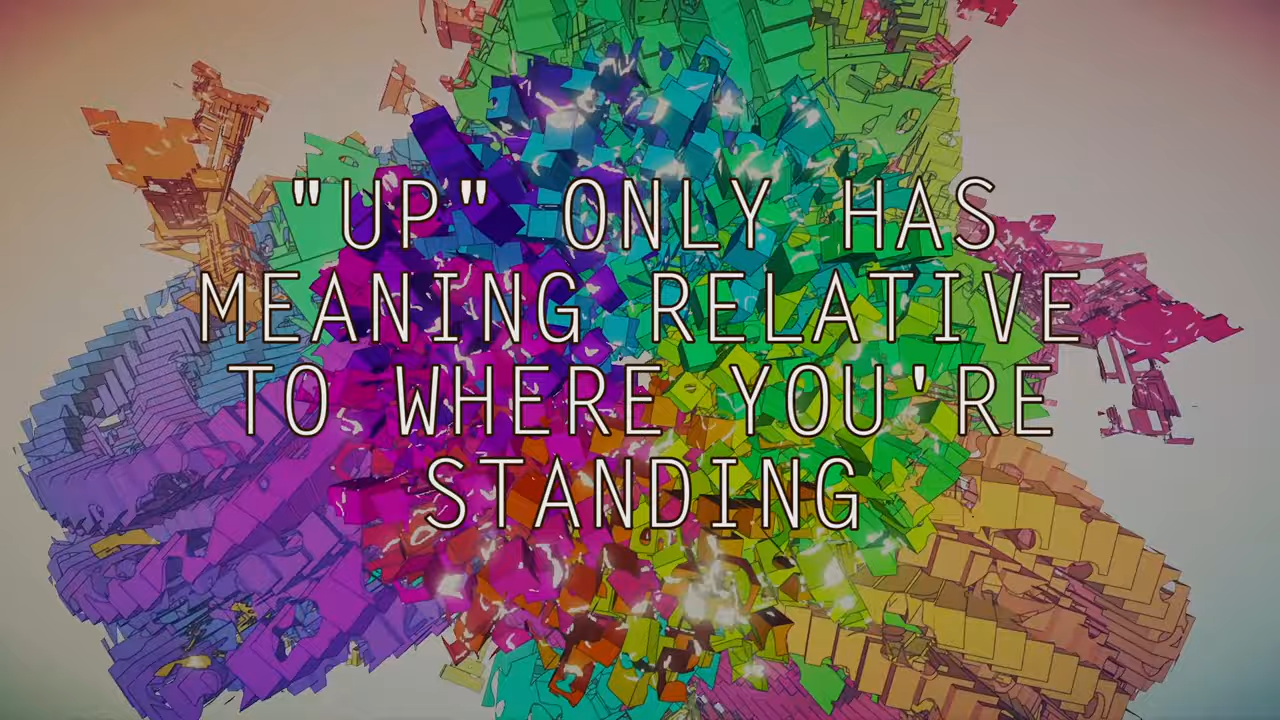 "UP" ONLY HAS
MEANING RELATIVE
TO WHERE YOU'RE
STANDING